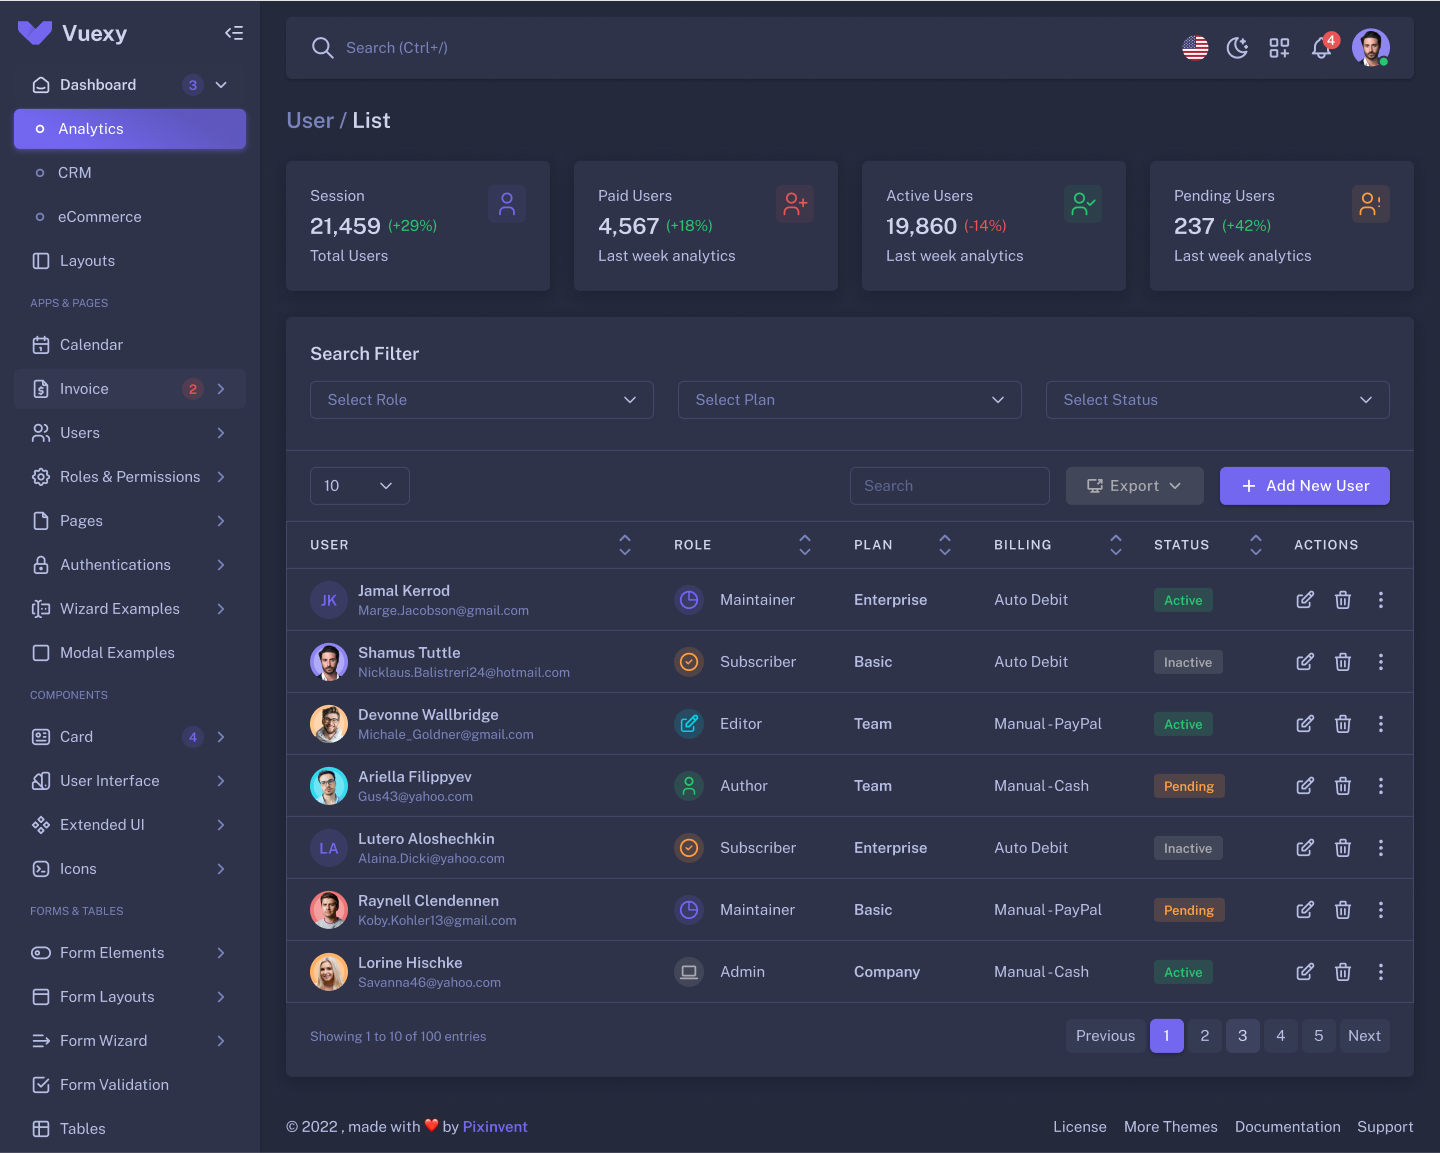 Vuexy
Dashboard 3
Analytics
CRM
eCommerce
Layouts
APPS & PAGES
Calendar
Invoice 2
Users
Roles & Permissions
Pages
Authentications
Wizard Examples
Modal Examples
COMPONENTS
Card 4
User Interface
Extended UI
Icons
FORMS & TABLES
Form Elements
Form Layouts
Form Wizard
Form Validation
Tables
Search (Ctrl+/)
4
User / List
Session
21,459 (+29%)
Total Users
Paid Users
4,567 (+18%)
Last week analytics
Active Users
19,860 (-14%)
Last week analytics
Pending Users
237 (+42%)
Last week analytics
Search Filter
Select Role Select Plan Select Status
10 Search Export Add New User
USER ROLE PLAN BILLING STATUS ACTIONS
JK Jamal Kerrod Maintainer Enterprise Auto Debit Active
Marge.Jacobson@gmail.com
Shamus Tuttle Subscriber Basic Auto Debit Inactive
Nicklaus.Balistreri24@hotmail.com
Devonne Wallbridge Editor Team Manual - PayPal Active
Michale_Goldner@gmail.com
Ariella Filippyev Author Team Manual - Cash Pending
Gus43@yahoo.com
LA Lutero Aloshechkin Subscriber Enterprise Auto Debit Inactive
Alaina.Dicki@yahoo.com
Raynell Clendennen Maintainer Basic Manual - PayPal Pending
Koby.Kohler13@gmail.com
Lorine Hischke Admin Company Manual - Cash Active
Savanna46@yahoo.com
Showing 1 to 10 of 100 entries Previous 1 2 3 4 5 Next
© 2022 , made with ❤️ by Pixinvent License More Themes Documentation Support